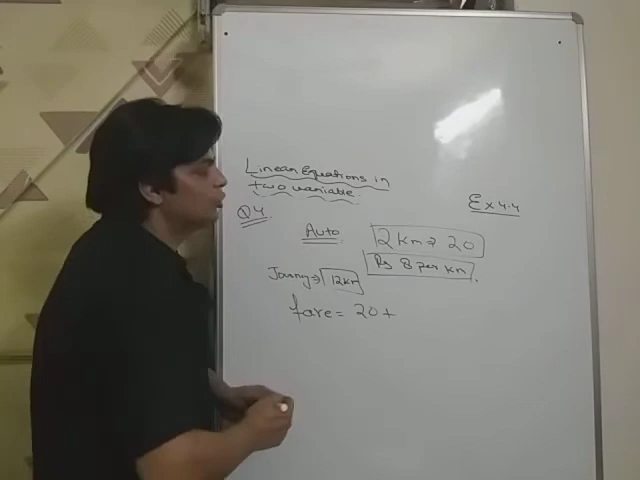 Linear Equations in
two variable
Ex 4.4
Q4
Auto
2 km → 20
Rs 8 per km
Journy → 12km
fare = 20 +